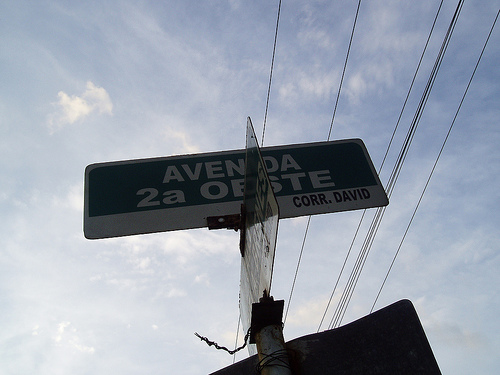 AVENIDA
2a OESTE
CORR. DAVID